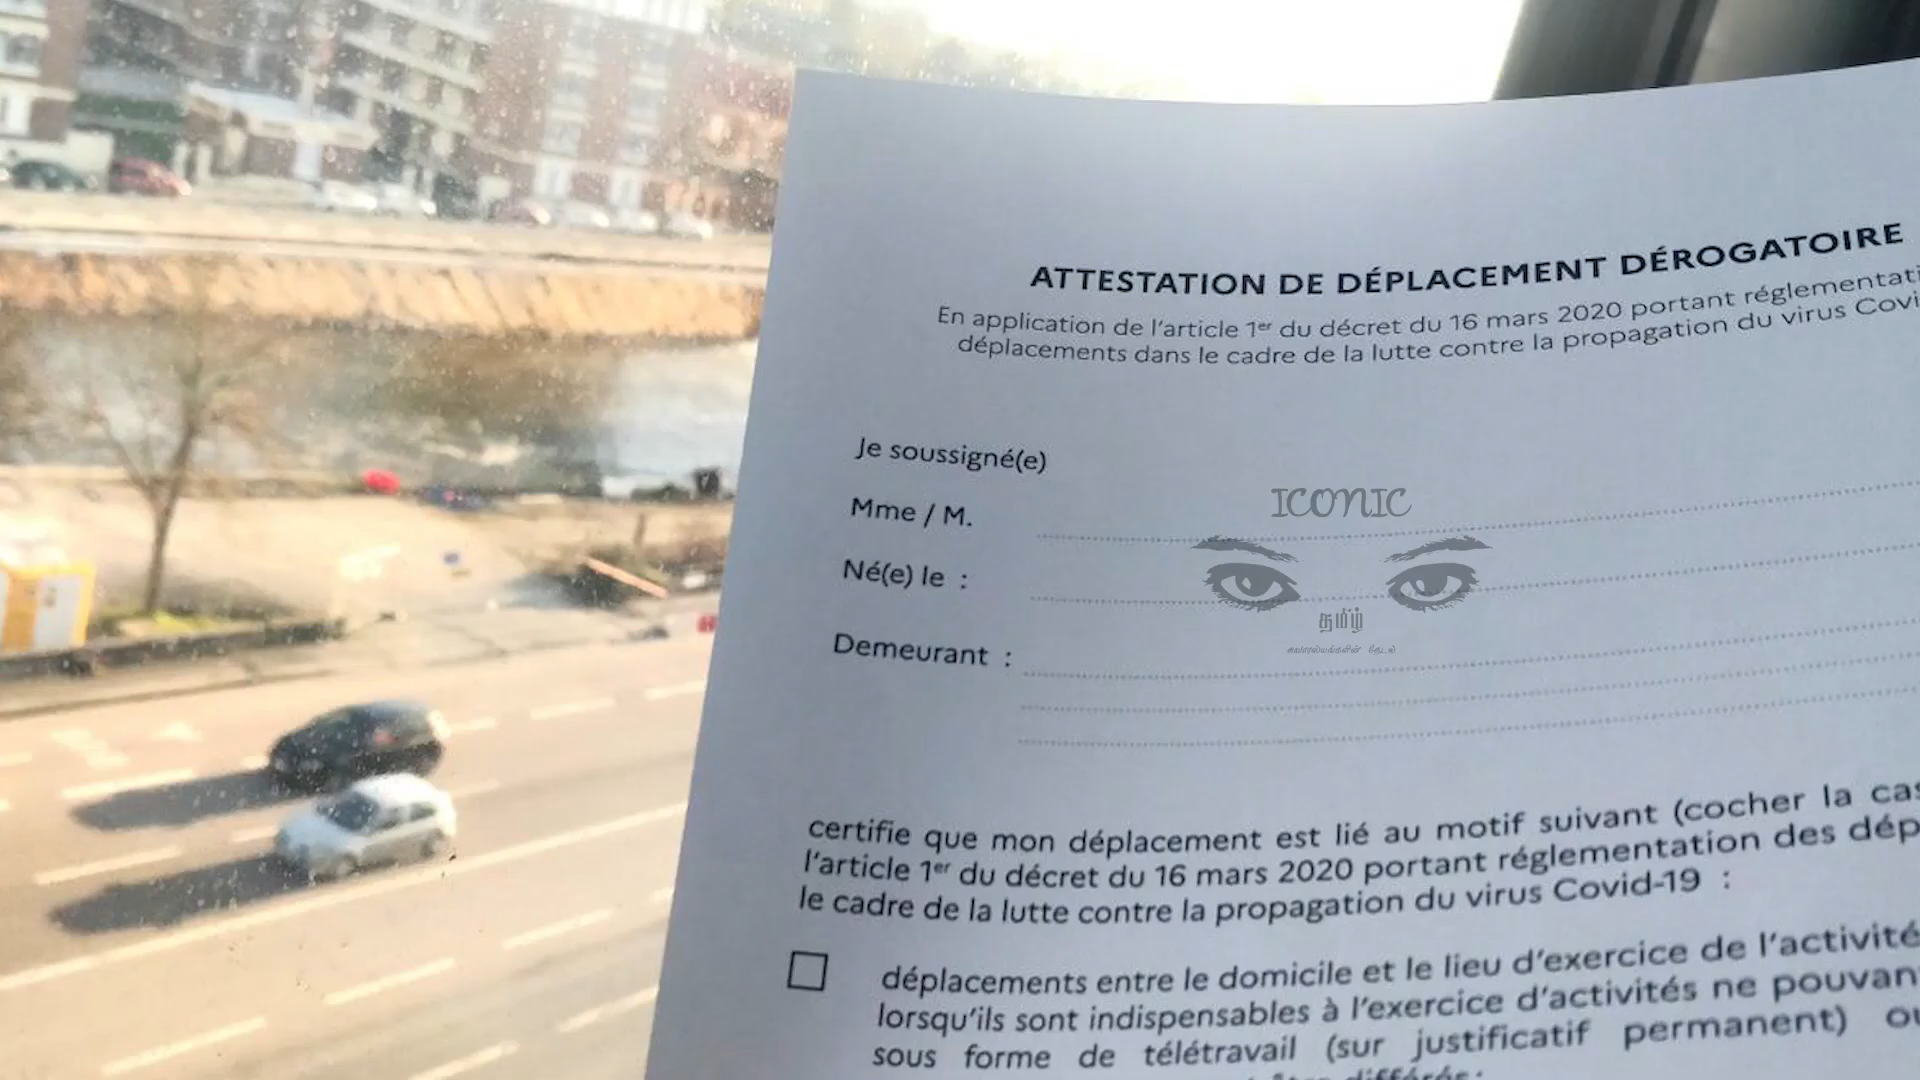 ATTESTATION DE DÉPLACEMENT DÉROGATOIRE
En application de l'article 1er du décret du 16 mars 2020 portant réglementati
déplacements dans le cadre de la lutte contre la propagation du virus Covi
Je soussigné(e)
Mme / M.
Né(e) le :
Demeurant :
ICONIC
தமிழ்
certifie que mon déplacement est lié au motif suivant (cocher la cas
l'article 1er du décret du 16 mars 2020 portant réglementation des dép
le cadre de la lutte contre la propagation du virus Covid-19 :
déplacements entre le domicile et le lieu d'exercice de l'activité
lorsqu'ils sont indispensables à l'exercice d'activités ne pouvan
sous forme de télétravail (sur justificatif permanent) ou